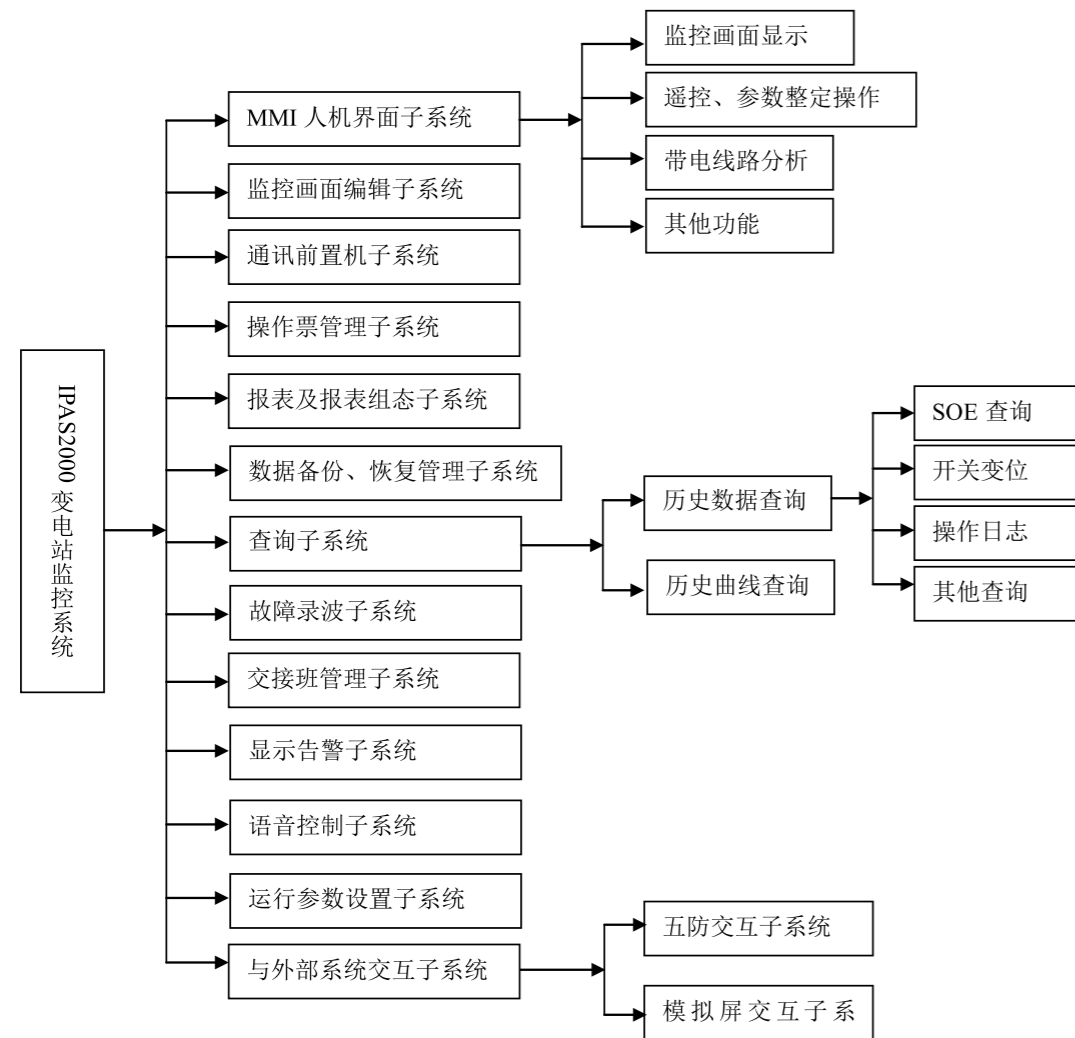 IPAS2000 变电站监控系统
MMI 人机界面子系统
监控画面编辑子系统
通讯前置机子系统
操作票管理子系统
报表及报表组态子系统
数据备份、恢复管理子系统
查询子系统
故障录波子系统
交接班管理子系统
显示告警子系统
语音控制子系统
运行参数设置子系统
与外部系统交互子系统
监控画面显示
遥控、参数整定操作
带电线路分析
其他功能
历史数据查询
历史曲线查询
SOE 查询
开关变位
操作日志
其他查询
五防交互子系统
模拟屏交互子系